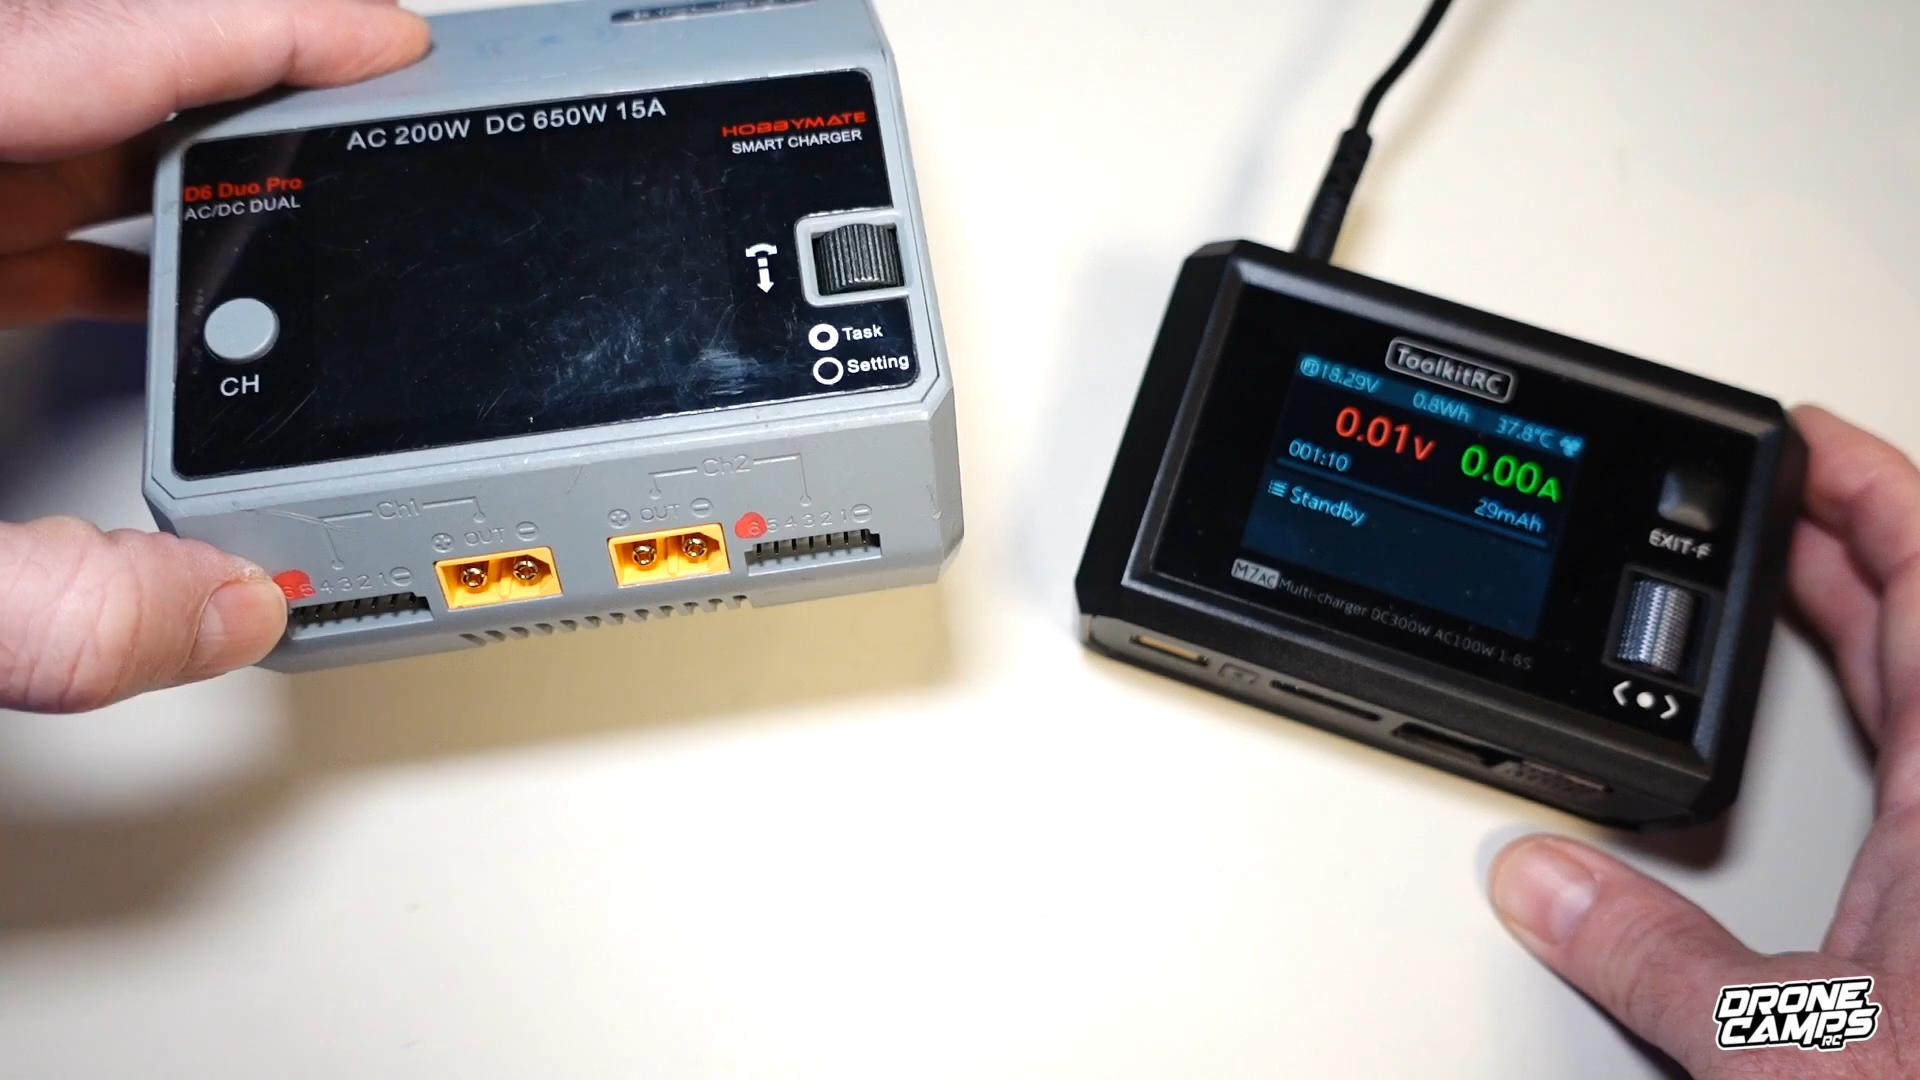 AC 200W DC 650W 15A
HOBBYMATE
SMART CHARGER
D6 Duo Pro
AC/DC DUAL
Task
Setting
CH
Ch1
OUT
6 5 4 3 2 1
Ch2
OUT
6 5 4 3 2 1
ToolkitRC
18.29V 0.8Wh 37.8°C
0.01V 0.00A
001:10
29mAh
Standby
EXIT·F
M7AC Multi-charger DC300W AC100W 1-6S
DRONE
CAMPS
RC